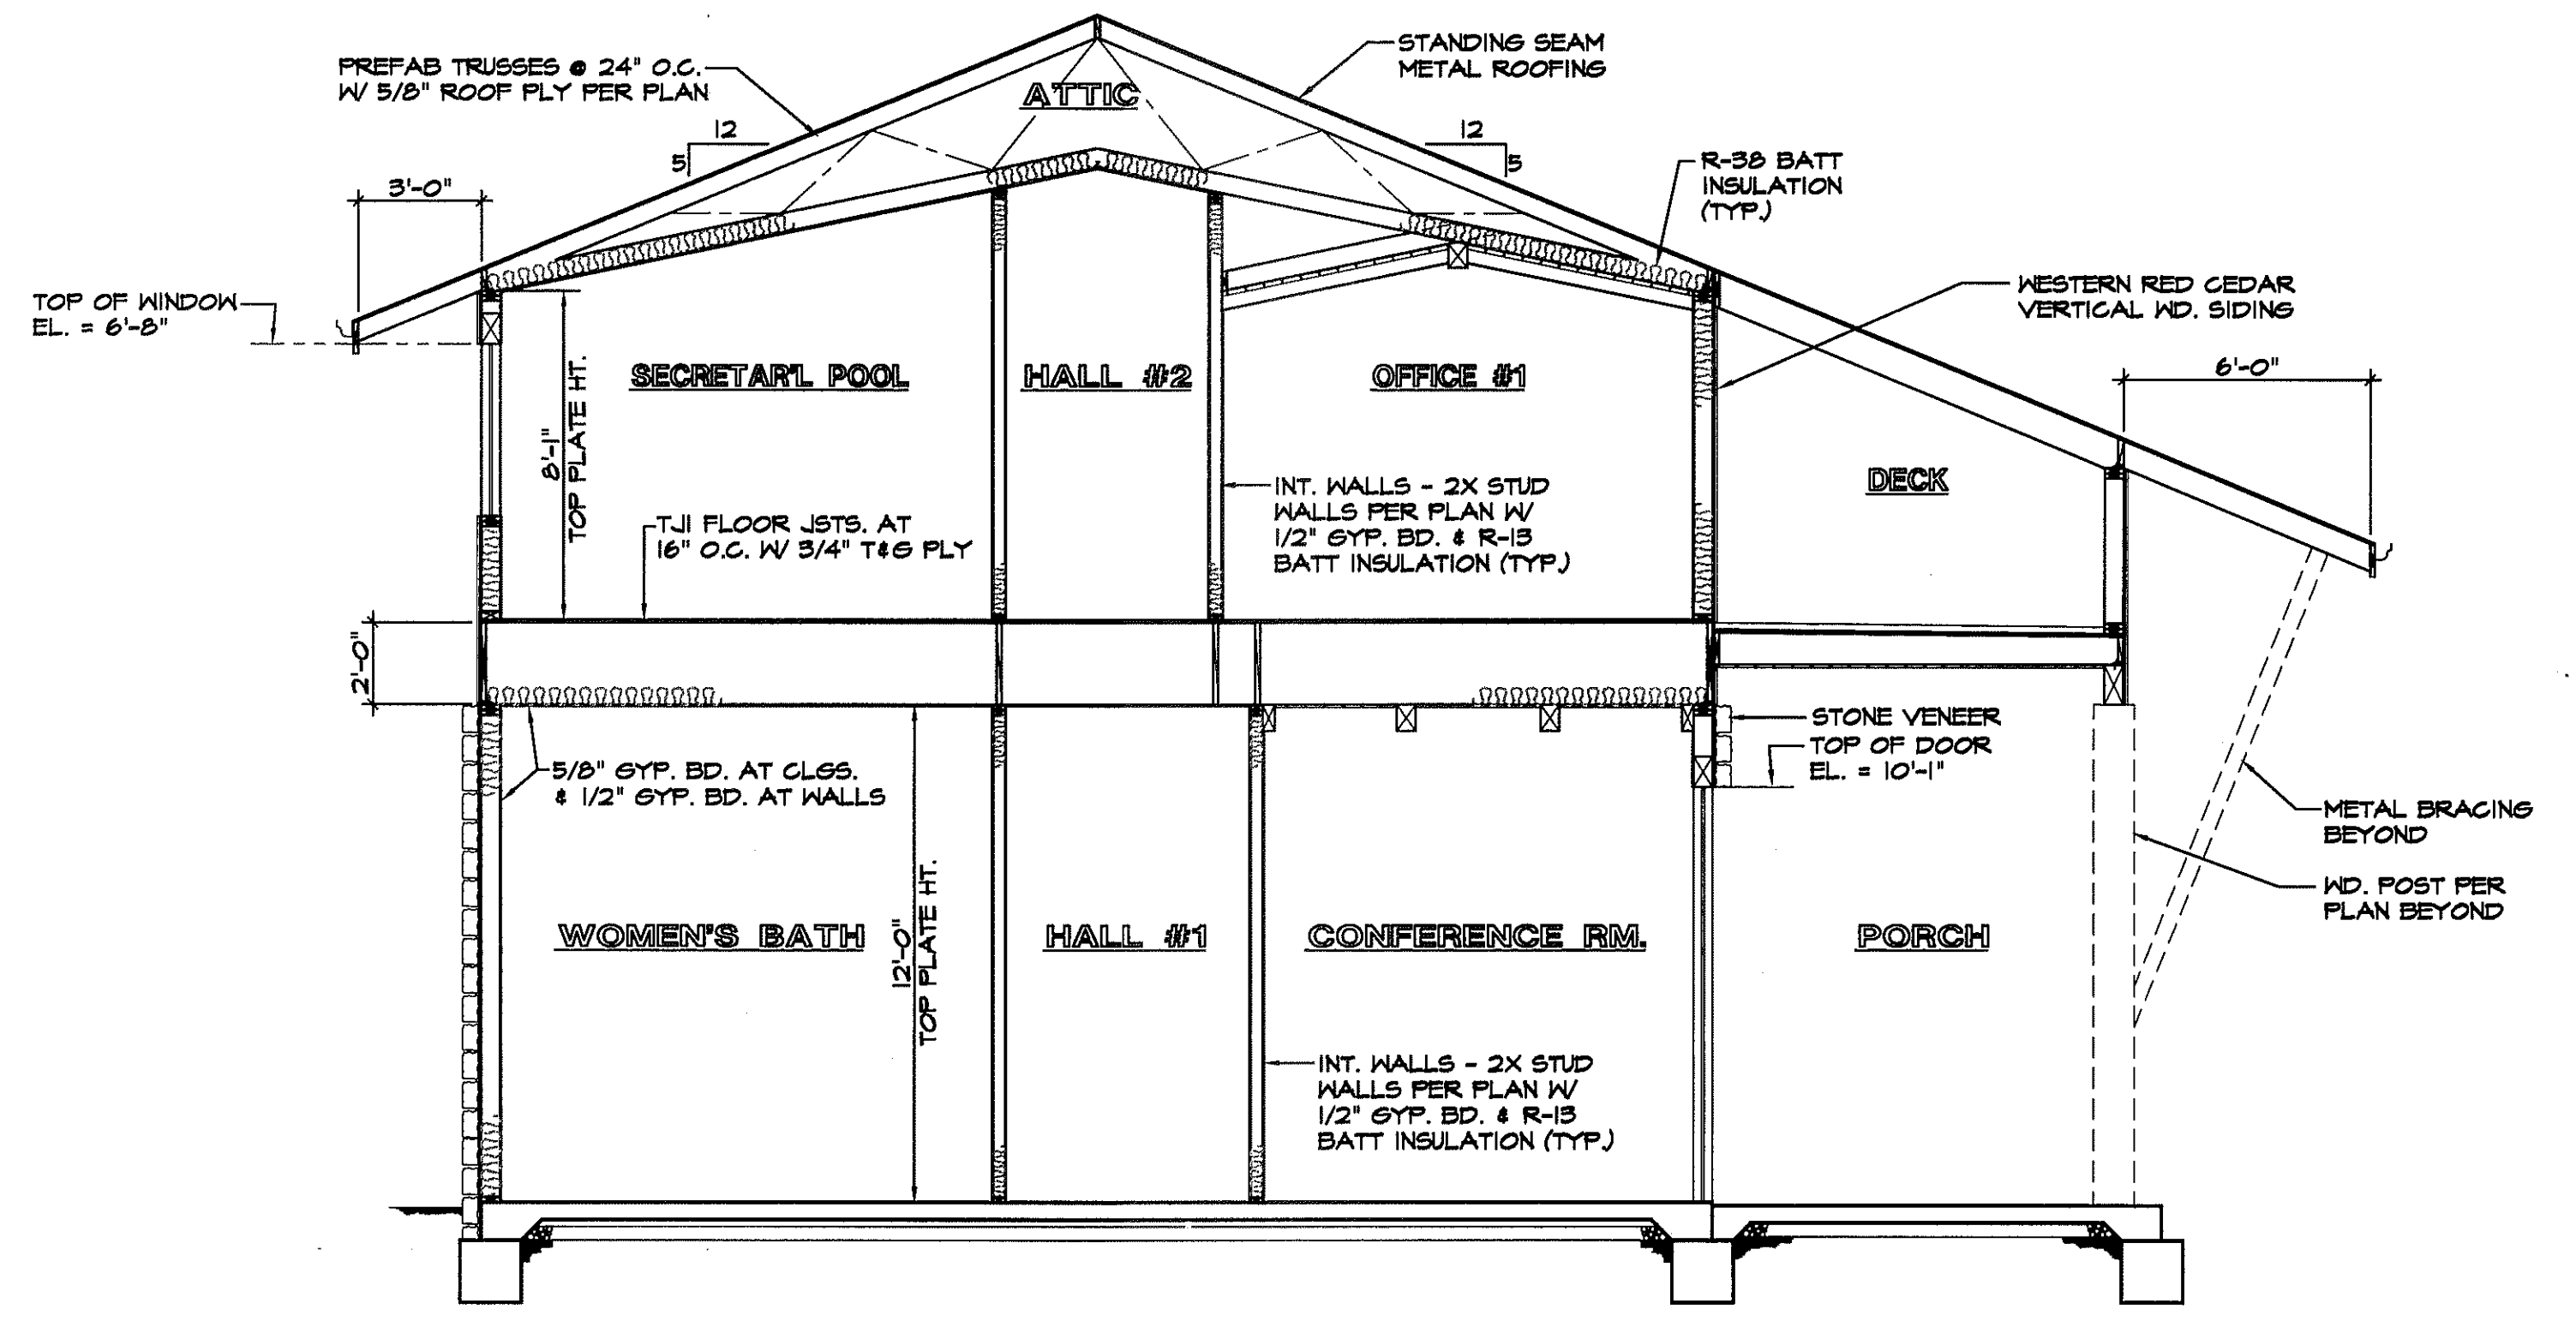 PREFAB TRUSSES @ 24" O.C.
W/ 5/8" ROOF PLY PER PLAN
STANDING SEAM
METAL ROOFING
ATTIC
12
5
12
5
R-38 BATT
INSULATION
(TYP.)
3'-0"
TOP OF WINDOW
EL. = 6'-8"
WESTERN RED CEDAR
VERTICAL WD. SIDING
6'-0"
SECRETAR'L POOL
HALL #2
OFFICE #1
8'-1"
TOP PLATE HT.
DECK
INT. WALLS - 2X STUD
WALLS PER PLAN W/
1/2" GYP. BD. & R-13
BATT INSULATION (TYP.)
TJI FLOOR JSTS. AT
16" O.C. W/ 3/4" T&G PLY
2'-0"
STONE VENEER
TOP OF DOOR
EL. = 10'-1"
5/8" GYP. BD. AT CLGS.
& 1/2" GYP. BD. AT WALLS
METAL BRACING
BEYOND
WD. POST PER
PLAN BEYOND
12'-0"
TOP PLATE HT.
WOMEN'S BATH
HALL #1
CONFERENCE RM.
PORCH
INT. WALLS - 2X STUD
WALLS PER PLAN W/
1/2" GYP. BD. & R-13
BATT INSULATION (TYP.)